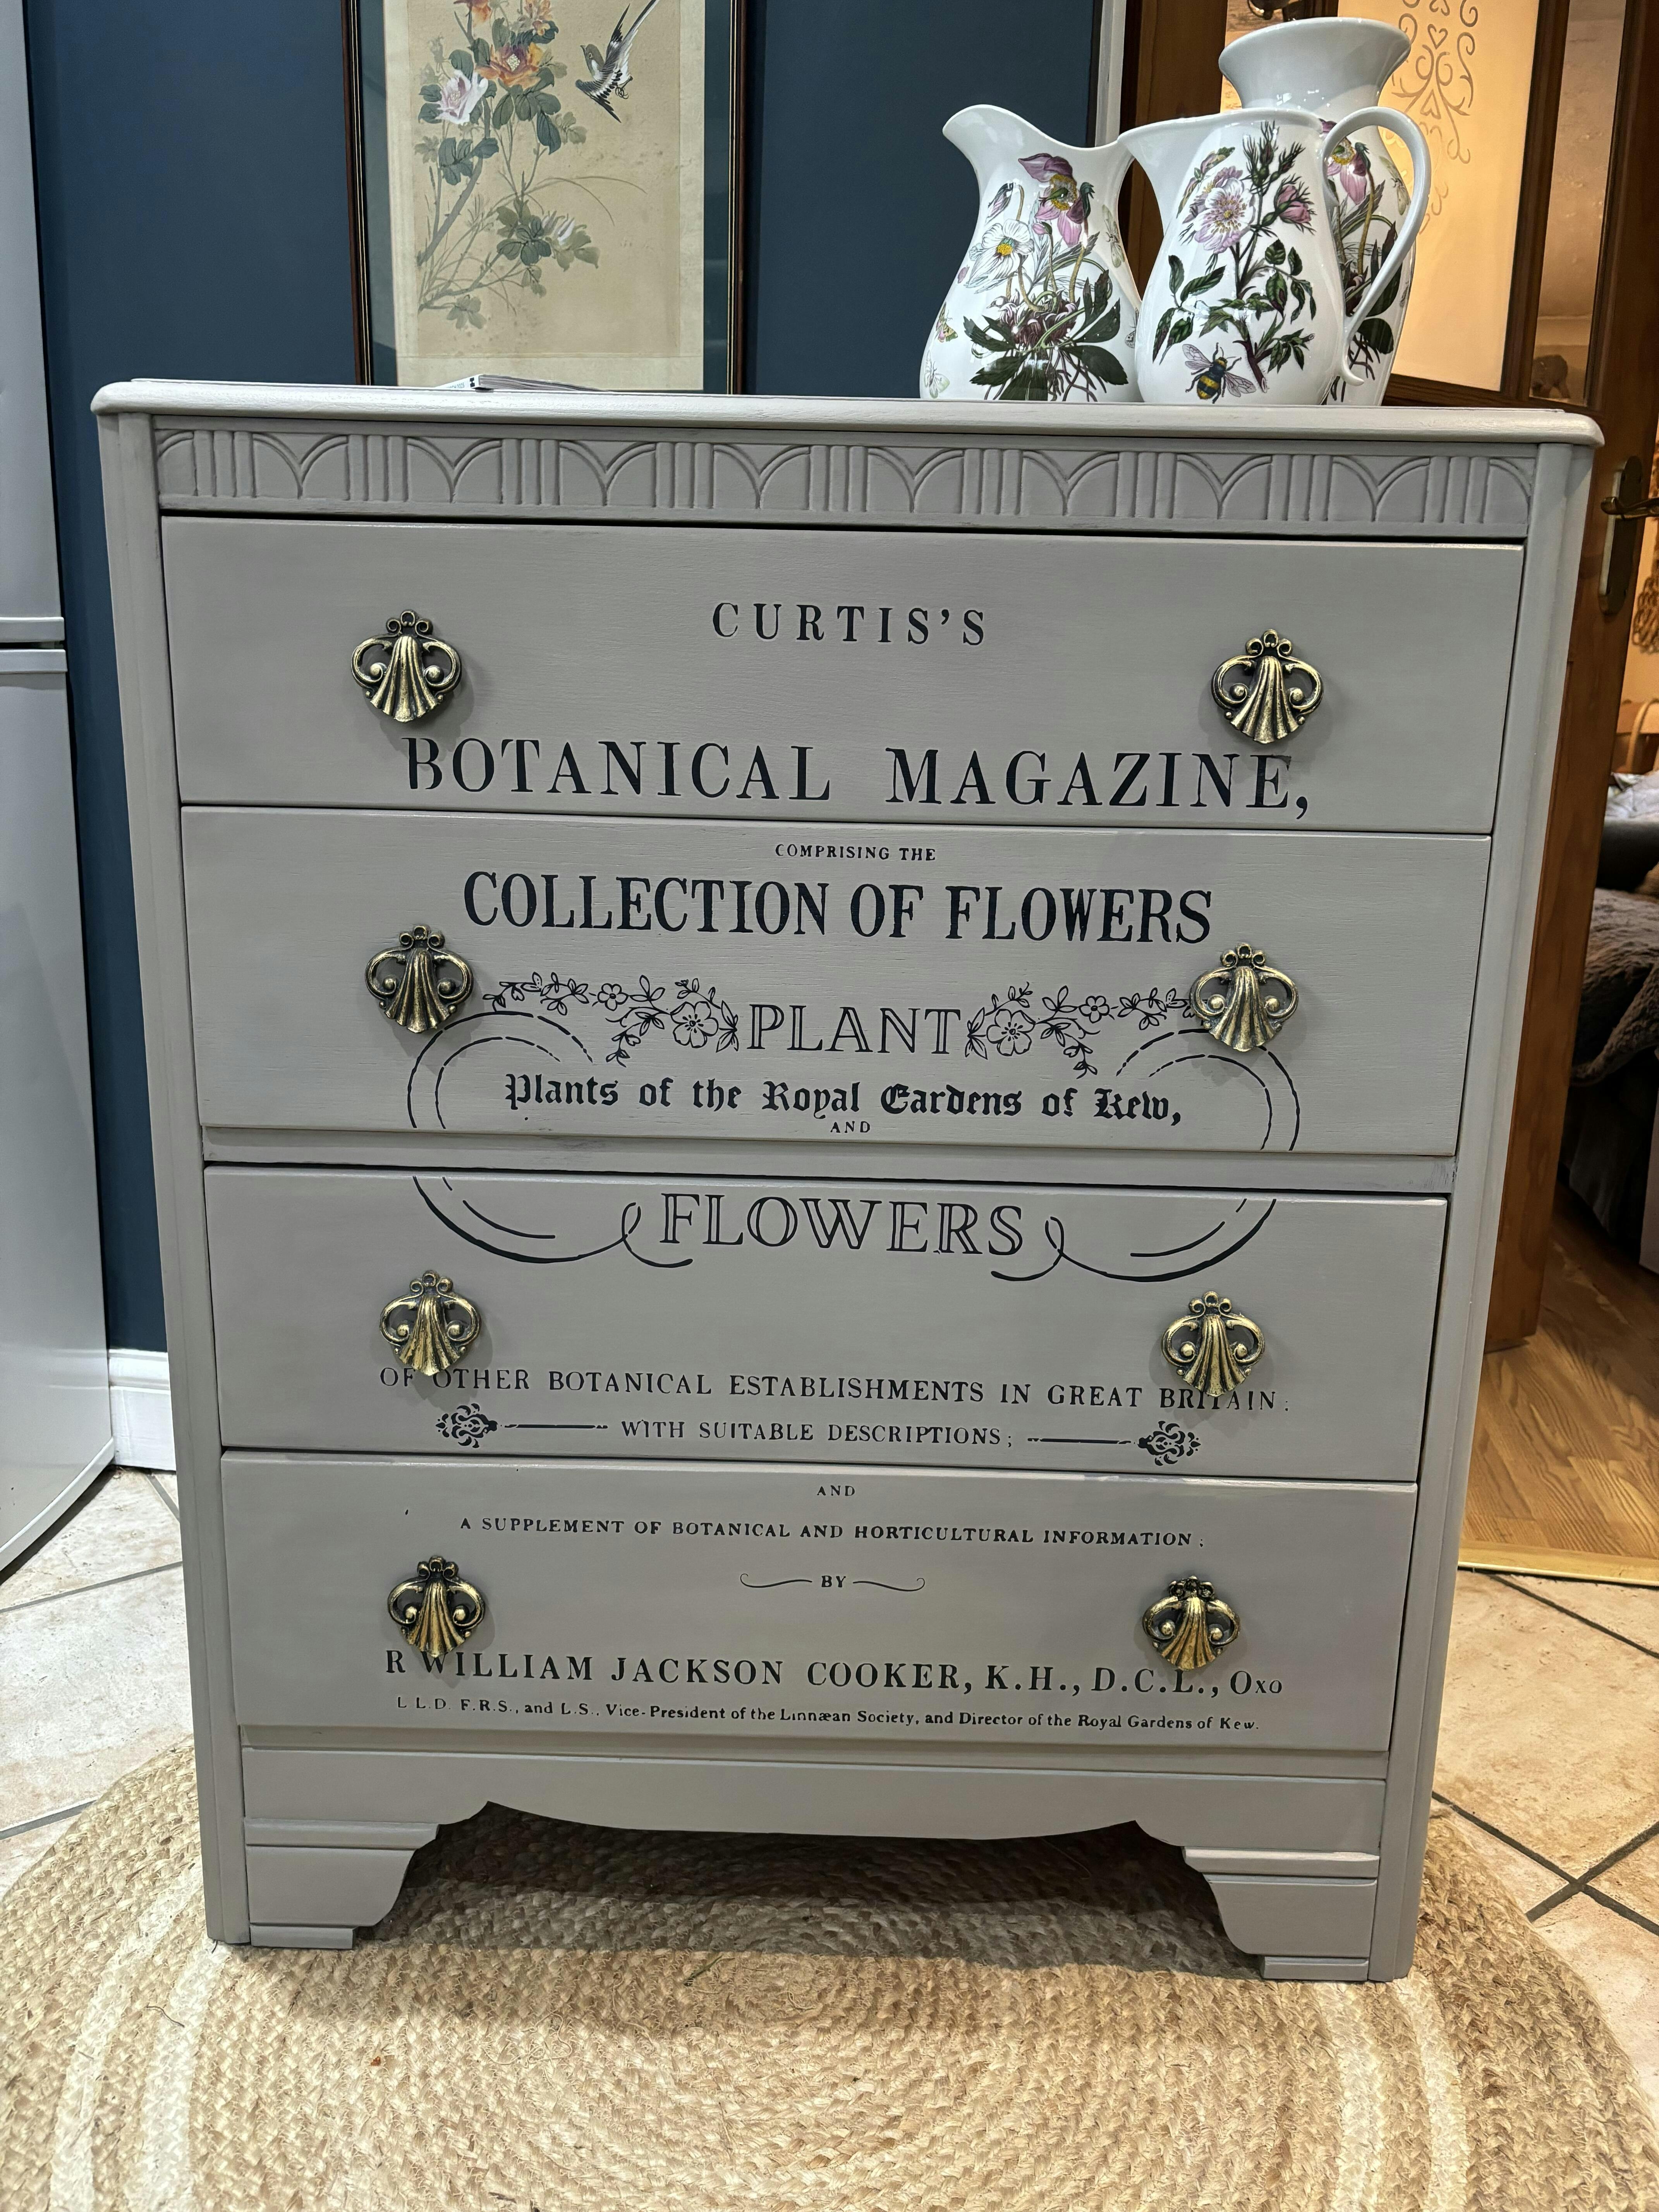 CURTIS'S
BOTANICAL MAGAZINE,
COMPRISING THE
COLLECTION OF FLOWERS
PLANT
Plants of the Royal Gardens of Kew,
AND
FLOWERS
OF OTHER BOTANICAL ESTABLISHMENTS IN GREAT BRITAIN:
WITH SUITABLE DESCRIPTIONS;
AND
A SUPPLEMENT OF BOTANICAL AND HORTICULTURAL INFORMATION;
BY
R WILLIAM JACKSON COOKER, K.H., D.C.L., OXO
L.L.D. F.R.S., and L.S., Vice-President of the Linnæan Society, and Director of the Royal Gardens of Kew.